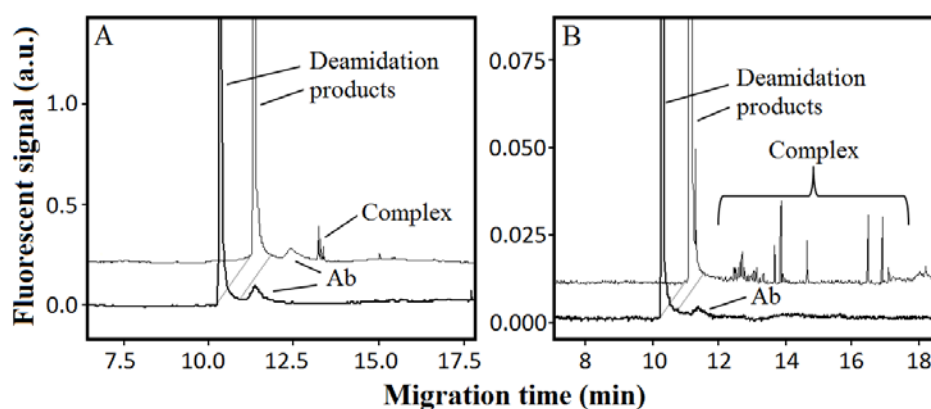 A
Deamidation
products
Complex
Ab
1.0
0.5
0.0
7.5 10.0 12.5 15.0 17.5
B
Deamidation
products
Complex
Ab
0.075
0.050
0.025
0.000
8 10 12 14 16 18
Fluorescent signal (a.u.)
Migration time (min)